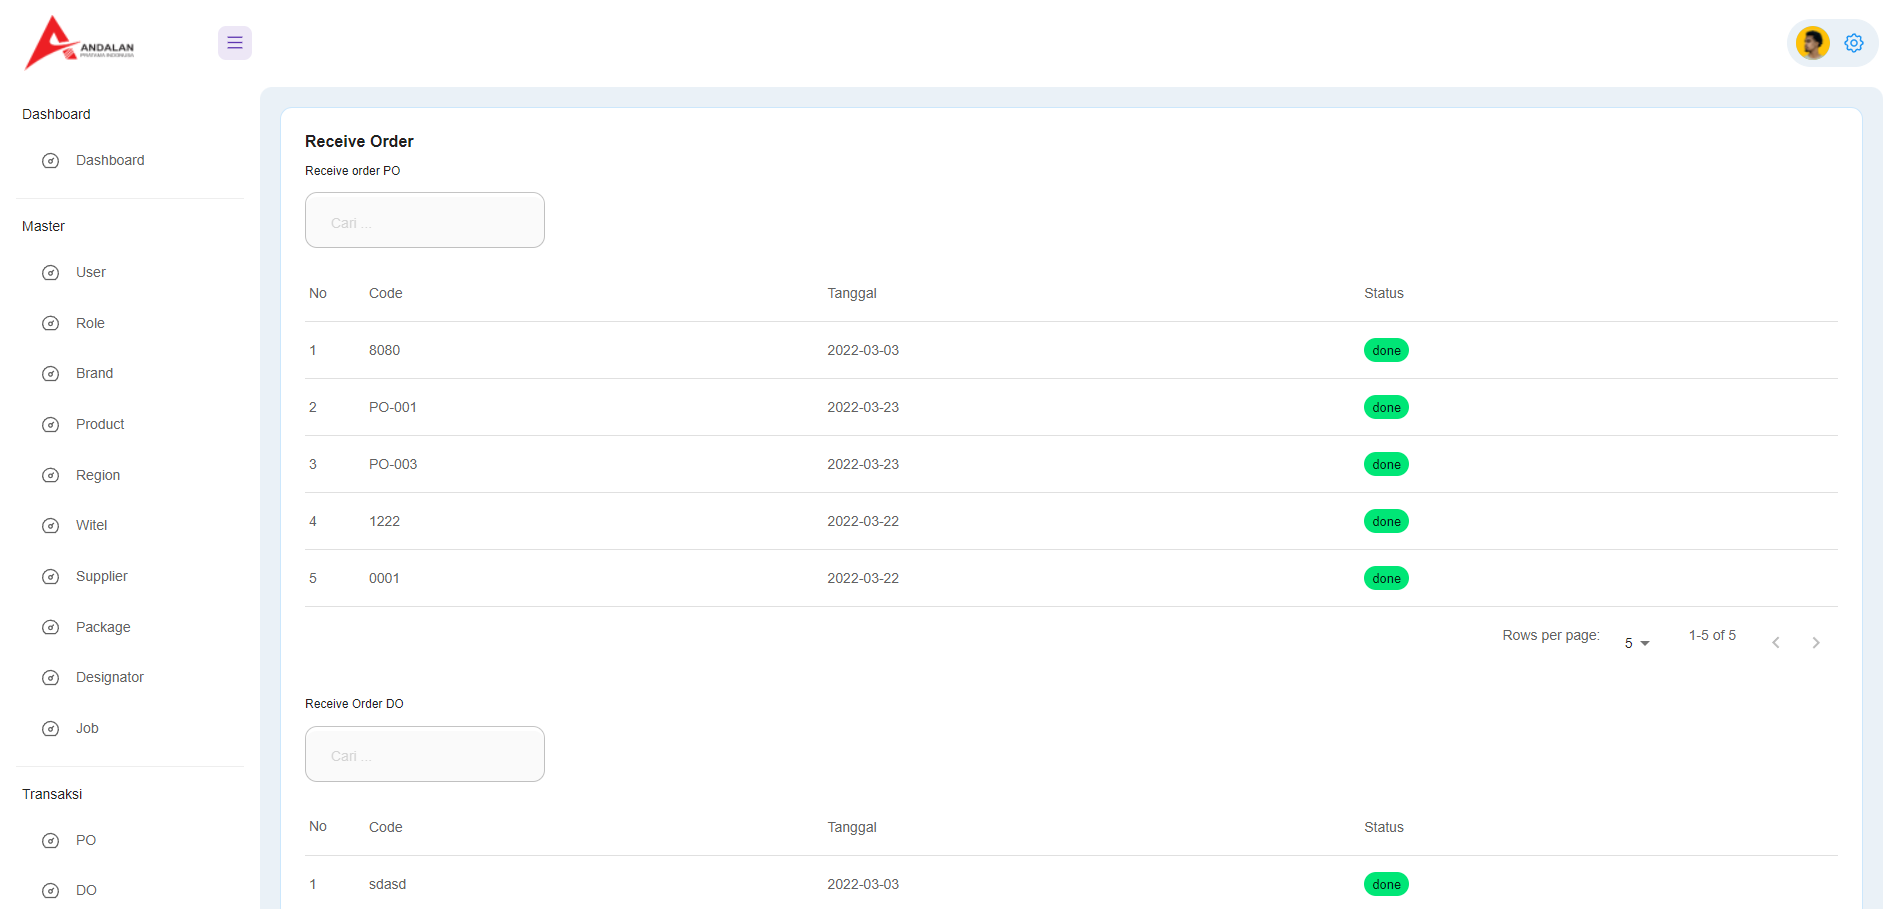 ANDALAN
PRATAMA INDONUSA
Dashboard
Dashboard
Master
User
Role
Brand
Product
Region
Witel
Supplier
Package
Designator
Job
Transaksi
PO
DO
Receive Order
Receive order PO
Cari ...
No Code Tanggal Status
1 8080 2022-03-03 done
2 PO-001 2022-03-23 done
3 PO-003 2022-03-23 done
4 1222 2022-03-22 done
5 0001 2022-03-22 done
Rows per page: 5 1-5 of 5
Receive Order DO
Cari ...
No Code Tanggal Status
1 sdasd 2022-03-03 done